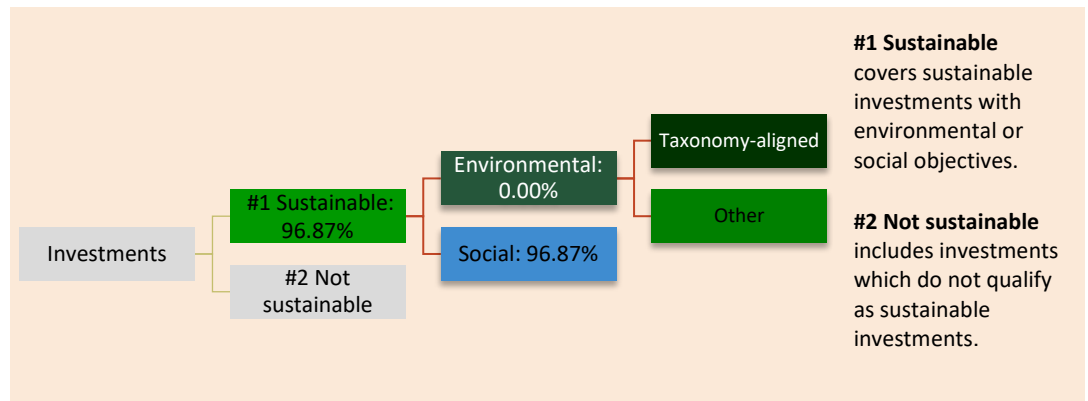 Investments
#1 Sustainable:
96.87%
#2 Not
sustainable
Environmental:
0.00%
Social: 96.87%
Taxonomy-aligned
Other
#1 Sustainable
covers sustainable
investments with
environmental or
social objectives.
#2 Not sustainable
includes investments
which do not qualify
as sustainable
investments.